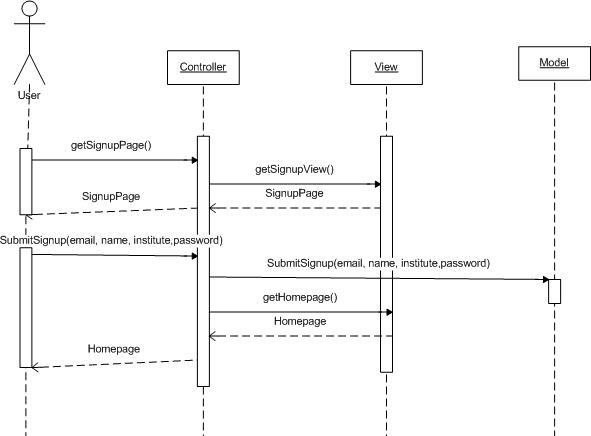 Controller
View
Model
User
getSignupPage()
getSignupView()
SignupPage
SignupPage
SubmitSignup(email, name, institute,password)
SubmitSignup(email, name, institute,password)
getHomepage()
Homepage
Homepage